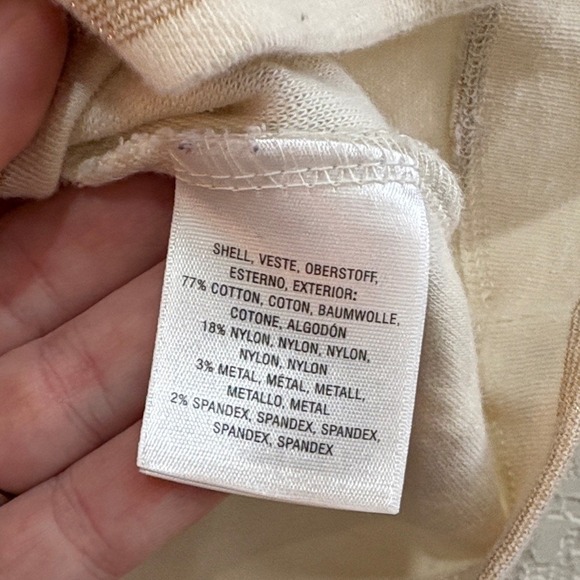 SHELL, VESTE, OBERSTOFF,
ESTERNO, EXTERIOR:
77% COTTON, COTON, BAUMWOLLE,
COTONE, ALGODÓN
18% NYLON, NYLON, NYLON,
NYLON, NYLON
3% METAL, MÉTAL, METALL,
METALLO, METAL
2% SPANDEX, SPANDEX, SPANDEX,
SPANDEX, SPANDEX